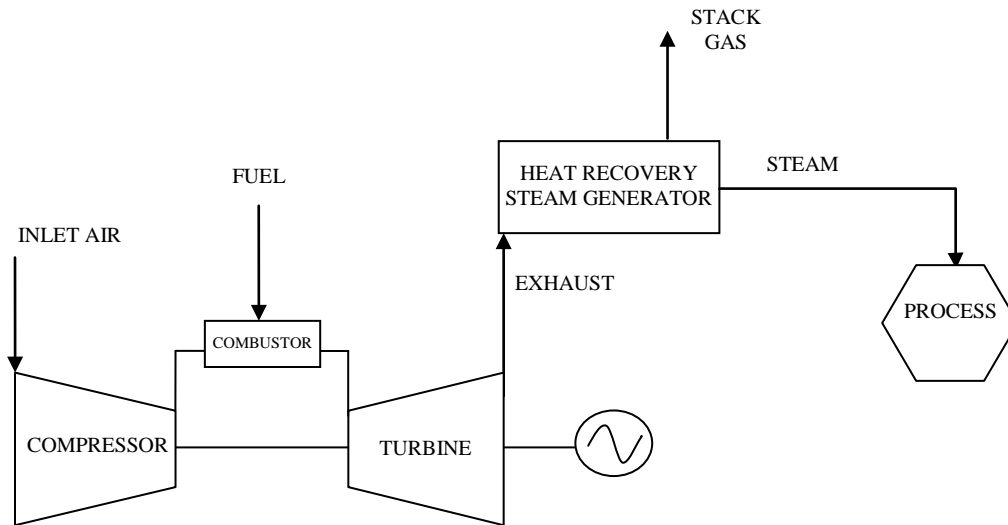 STACK
GAS
HEAT RECOVERY
STEAM GENERATOR
STEAM
FUEL
INLET AIR
EXHAUST
PROCESS
COMBUSTOR
COMPRESSOR
TURBINE